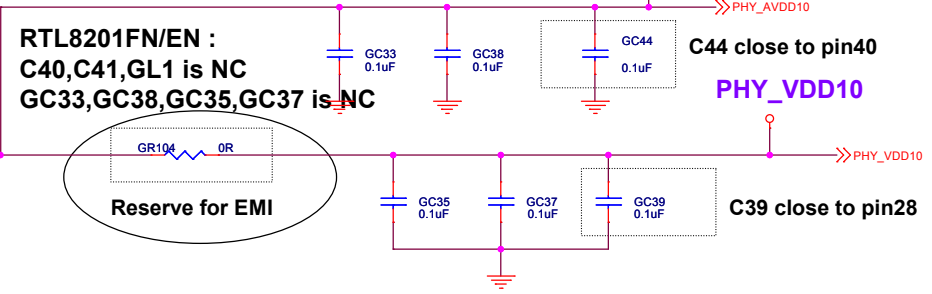 PHY_AVDD10
RTL8201FN/EN :
C40,C41,GL1 is NC
GC33,GC38,GC35,GC37 is NC
GC33
0.1uF
GC38
0.1uF
GC44
0.1uF
C44 close to pin40
PHY_VDD10
GR104
0R
Reserve for EMI
PHY_VDD10
GC35
0.1uF
GC37
0.1uF
GC39
0.1uF
C39 close to pin28